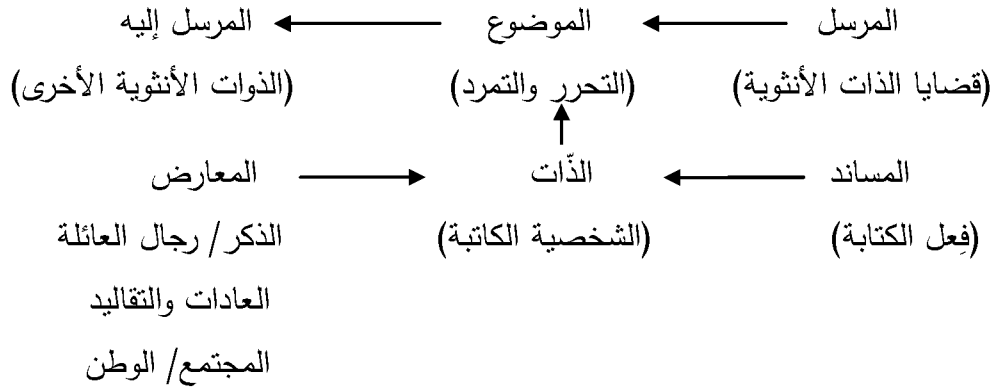 المرسل الموضوع المرسل إليه
(قضايا الذات الأنثوية) (التحرر والتمرد) (الذوات الأنثوية الأخرى)
المساند الذّات المعارض
(فِعل الكتابة) (الشخصية الكاتبة) الذكر/ رجال العائلة
العادات والتقاليد
المجتمع/ الوطن